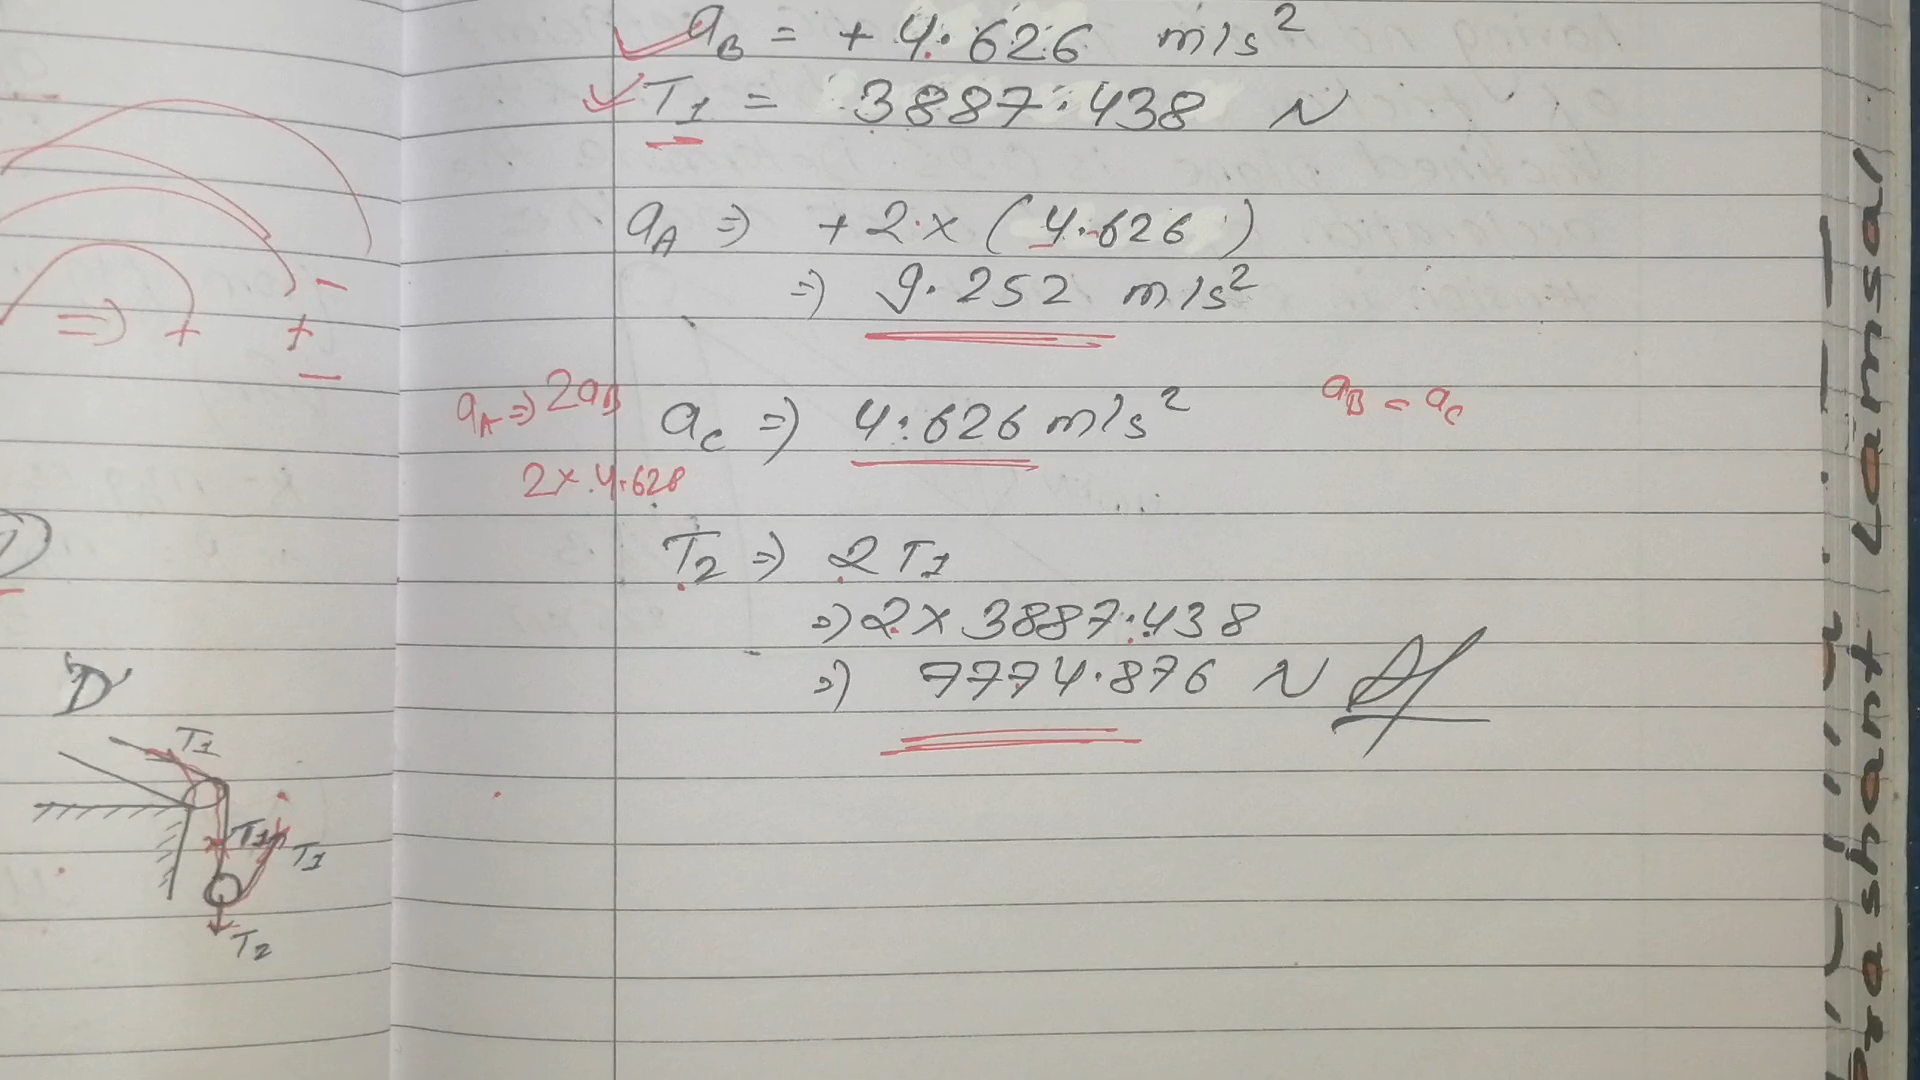 aB = + 4.626 m/s²
T1 = 3887.438 N
aA ⇒ + 2 x (4.626)
⇒ 9.252 m/s²
⇒ + + -
-
aA ⇒ 2aB
2 x 4.628
aC ⇒ 4.626 m/s²
aB = aC
T2 ⇒ 2T1
⇒ 2 x 3887.438
⇒ 7774.876 N
D
T1
T1
T1
T2